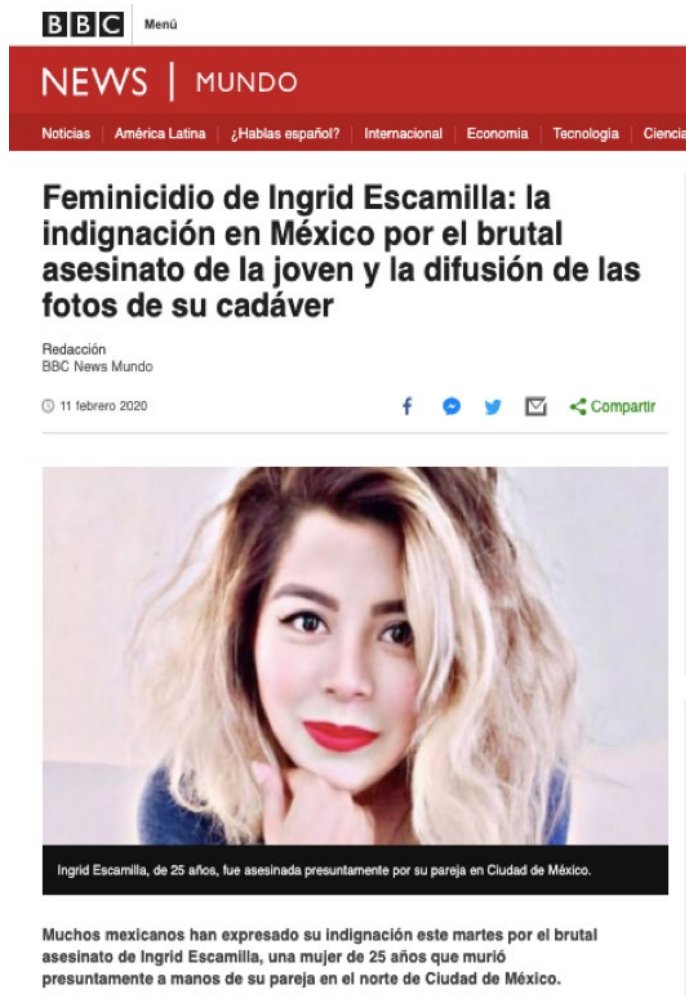 BBC Menú
NEWS | MUNDO
Noticias América Latina ¿Hablas español? Internacional Economía Tecnología Ciencia
Feminicidio de Ingrid Escamilla: la
indignación en México por el brutal
asesinato de la joven y la difusión de las
fotos de su cadáver
Redacción
BBC News Mundo
11 febrero 2020
Compartir
Ingrid Escamilla, de 25 años, fue asesinada presuntamente por su pareja en Ciudad de México.
Muchos mexicanos han expresado su indignación este martes por el brutal
asesinato de Ingrid Escamilla, una mujer de 25 años que murió
presuntamente a manos de su pareja en el norte de Ciudad de México.